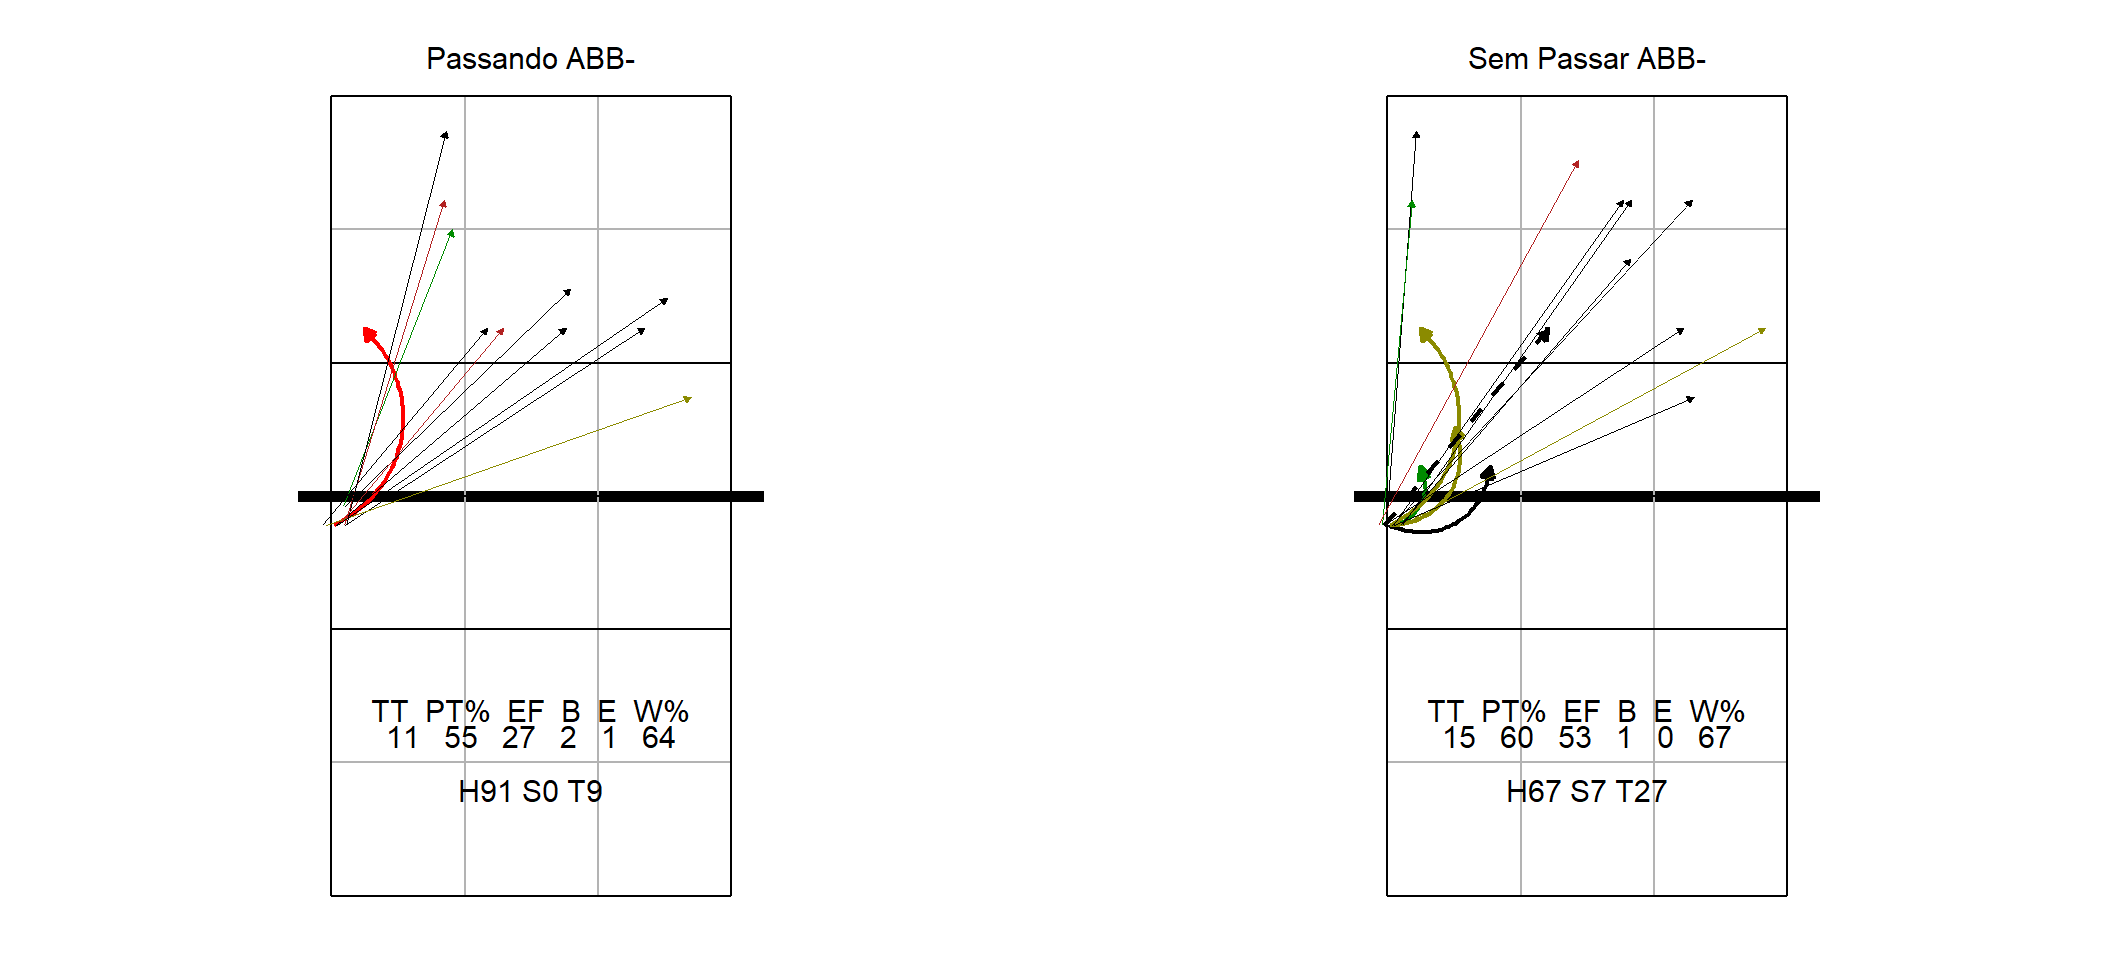 Passando ABB-
TT PT% EF B E W%
11 55 27 2 1 64
H91 S0 T9
Sem Passar ABB-
TT PT% EF B E W%
15 60 53 1 0 67
H67 S7 T27